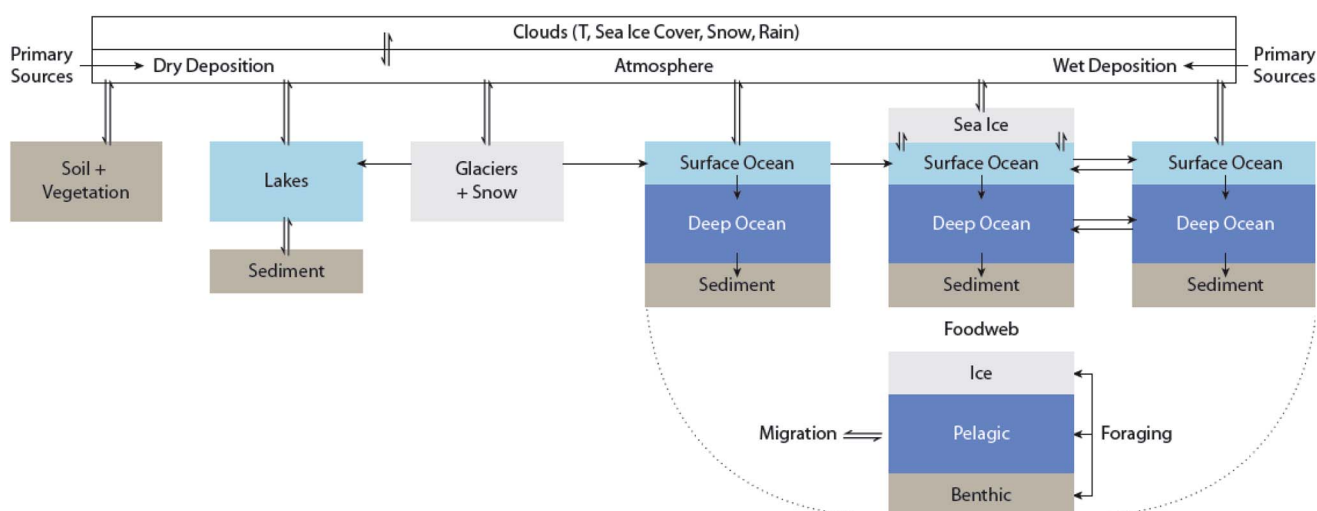 Clouds (T, Sea Ice Cover, Snow, Rain)
Primary
Sources
Dry Deposition
Atmosphere
Wet Deposition
Primary
Sources
Sea Ice
Soil +
Vegetation
Lakes
Glaciers
+ Snow
Surface Ocean
Surface Ocean
Surface Ocean
Deep Ocean
Deep Ocean
Deep Ocean
Sediment
Sediment
Sediment
Sediment
Foodweb
Ice
Migration
Pelagic
Foraging
Benthic